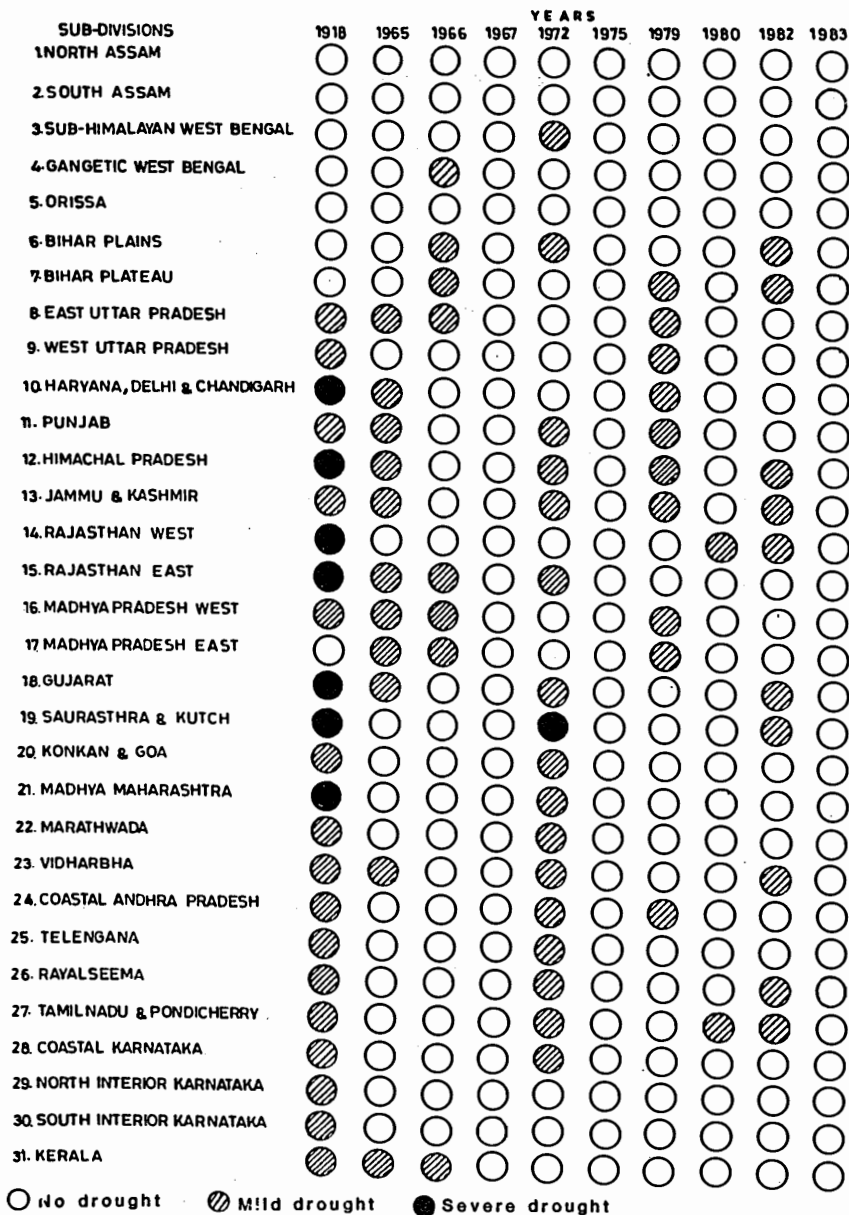 YEARS
SUB-DIVISIONS 1918 1965 1966 1967 1972 1975 1979 1980 1982 1983
1.NORTH ASSAM
2.SOUTH ASSAM
3.SUB-HIMALAYAN WEST BENGAL
4.GANGETIC WEST BENGAL
5.ORISSA
6.BIHAR PLAINS
7.BIHAR PLATEAU
8.EAST UTTAR PRADESH
9.WEST UTTAR PRADESH
10.HARYANA, DELHI & CHANDIGARH
11.PUNJAB
12.HIMACHAL PRADESH
13.JAMMU & KASHMIR
14.RAJASTHAN WEST
15.RAJASTHAN EAST
16.MADHYA PRADESH WEST
17.MADHYA PRADESH EAST
18.GUJARAT
19.SAURASTHRA & KUTCH
20.KONKAN & GOA
21.MADHYA MAHARASHTRA
22.MARATHWADA
23.VIDHARBHA
24.COASTAL ANDHRA PRADESH
25.TELENGANA
26.RAYALSEEMA
27.TAMILNADU & PONDICHERRY
28.COASTAL KARNATAKA
29.NORTH INTERIOR KARNATAKA
30.SOUTH INTERIOR KARNATAKA
31.KERALA
No drought Mild drought Severe drought